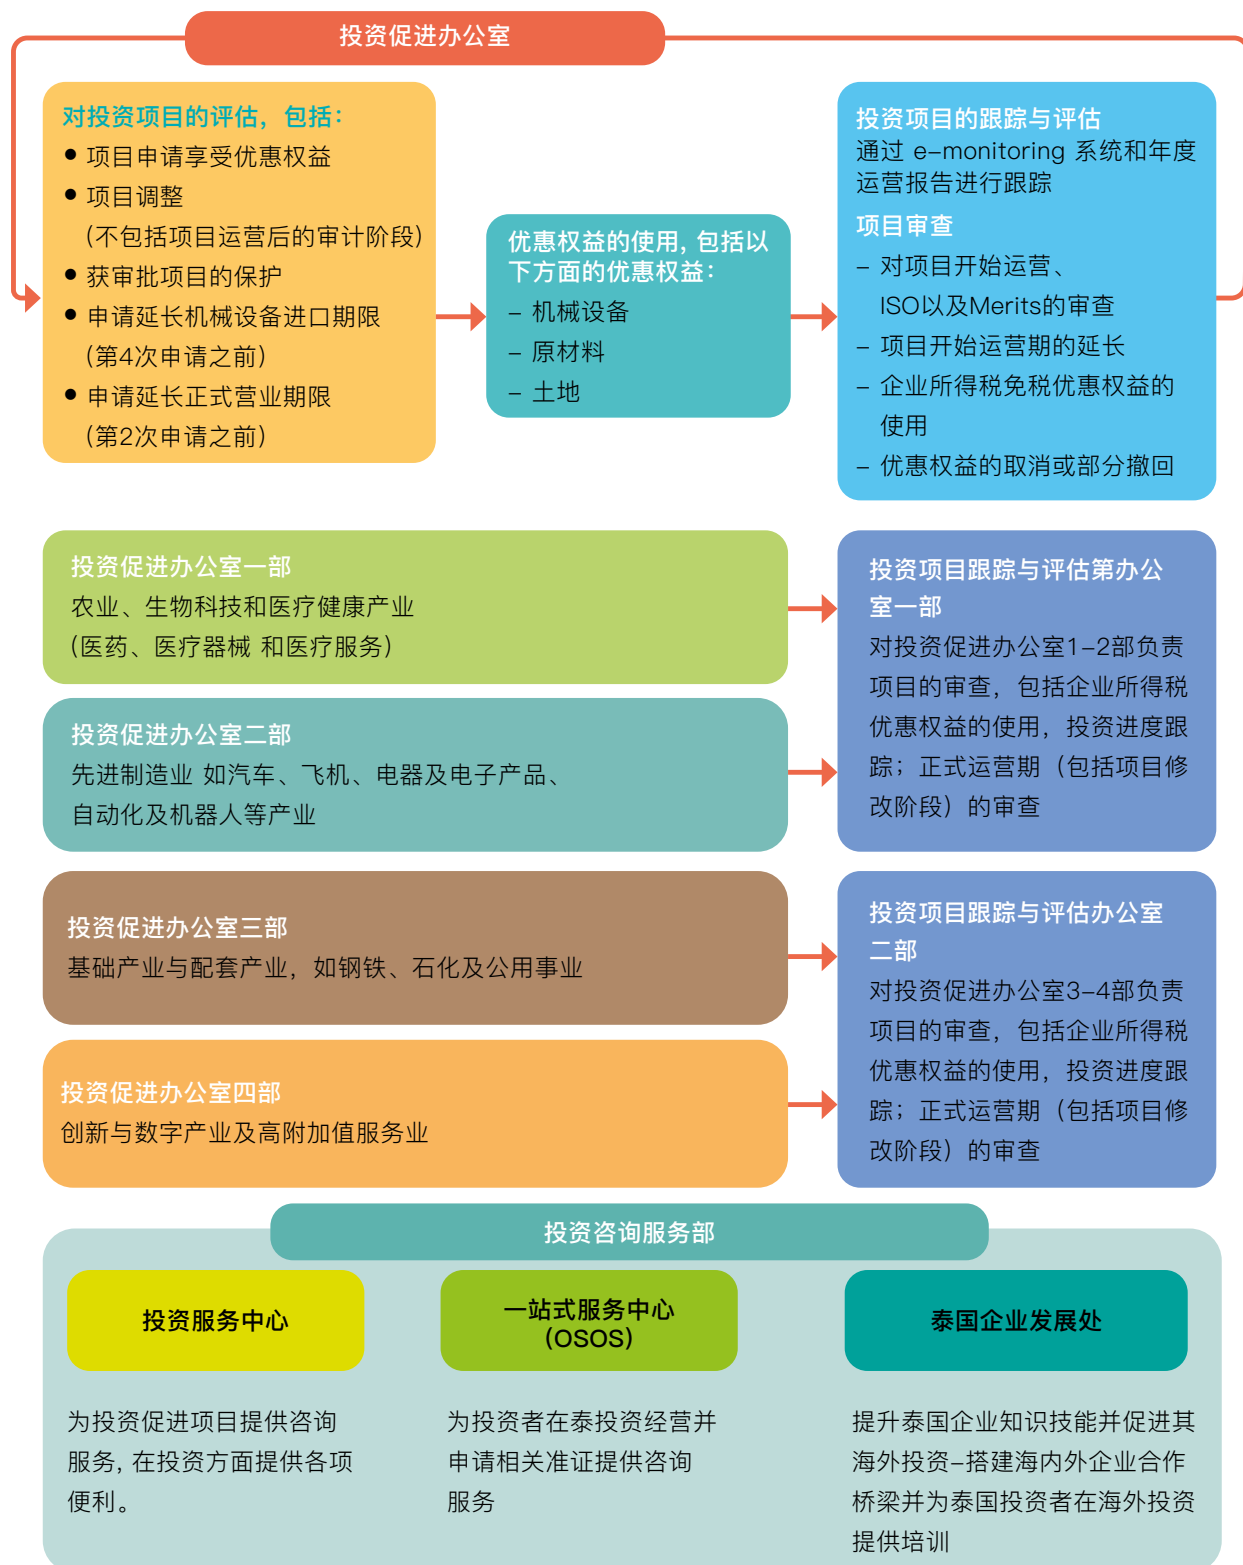 投资促进办公室
对投资项目的评估，包括：
● 项目申请享受优惠权益
● 项目调整
(不包括项目运营后的审计阶段)
● 获审批项目的保护
● 申请延长机械设备进口期限
(第4次申请之前)
● 申请延长正式营业期限
(第2次申请之前)
优惠权益的使用, 包括以
下方面的优惠权益：
– 机械设备
– 原材料
– 土地
投资项目的跟踪与评估
通过 e-monitoring 系统和年度
运营报告进行跟踪
项目审查
– 对项目开始运营、
ISO以及Merits的审查
– 项目开始运营期的延长
– 企业所得税免税优惠权益的
使用
– 优惠权益的取消或部分撤回
投资促进办公室一部
农业、生物科技和医疗健康产业
(医药、医疗器械 和医疗服务)
投资促进办公室二部
先进制造业 如汽车、飞机、电器及电子产品、
自动化及机器人等产业
投资项目跟踪与评估第办公
室一部
对投资促进办公室1-2部负责
项目的审查，包括企业所得税
优惠权益的使用，投资进度跟
踪；正式运营期（包括项目修
改阶段）的审查
投资促进办公室三部
基础产业与配套产业，如钢铁、石化及公用事业
投资促进办公室四部
创新与数字产业及高附加值服务业
投资项目跟踪与评估办公室
二部
对投资促进办公室3-4部负责
项目的审查，包括企业所得税
优惠权益的使用，投资进度跟
踪；正式运营期（包括项目修
改阶段）的审查
投资咨询服务部
投资服务中心
为投资促进项目提供咨询
服务, 在投资方面提供各项
便利。
一站式服务中心
(OSOS)
为投资者在泰投资经营并
申请相关准证提供咨询
服务
泰国企业发展处
提升泰国企业知识技能并促进其
海外投资–搭建海内外企业合作
桥梁并为泰国投资者在海外投资
提供培训